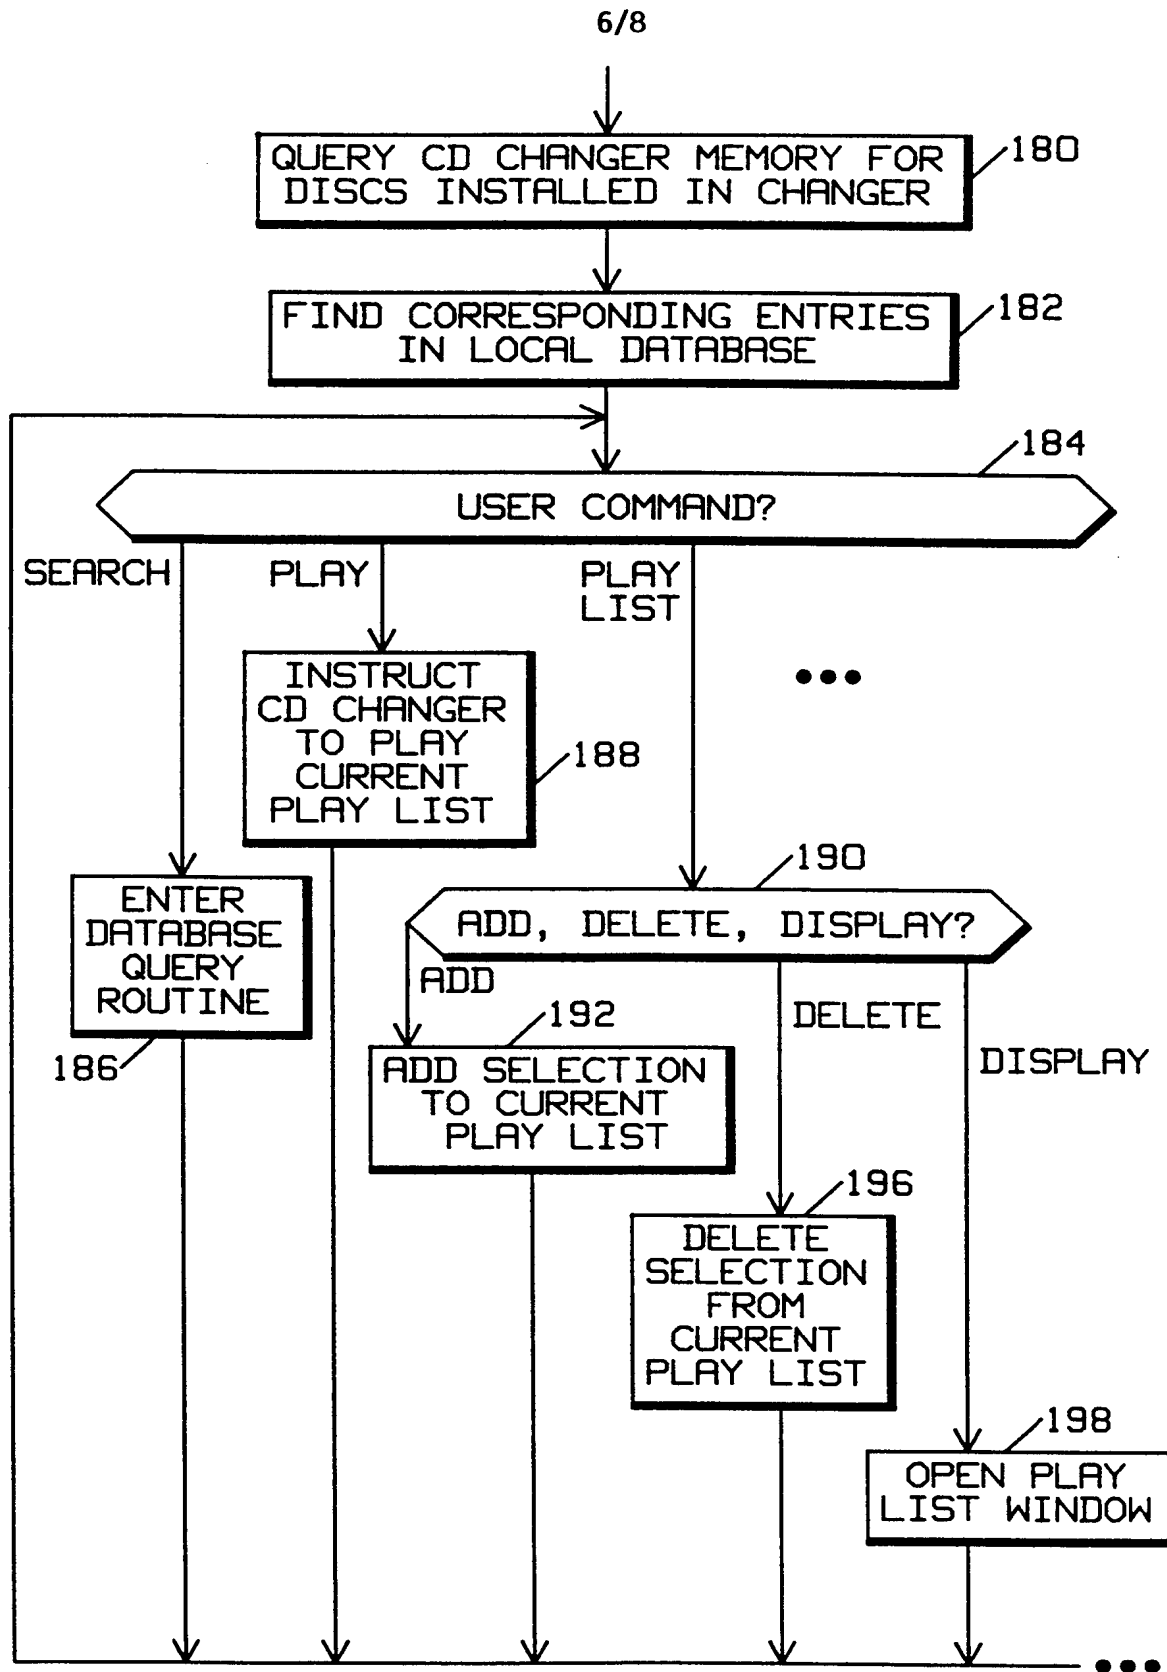 6/8
QUERY CD CHANGER MEMORY FOR
DISCS INSTALLED IN CHANGER
180
FIND CORRESPONDING ENTRIES
IN LOCAL DATABASE
182
184
USER COMMAND?
SEARCH
PLAY
PLAY
LIST
INSTRUCT
CD CHANGER
TO PLAY
CURRENT
PLAY LIST
188
190
ENTER
DATABASE
QUERY
ROUTINE
186
ADD, DELETE, DISPLAY?
ADD
DELETE
DISPLAY
192
ADD SELECTION
TO CURRENT
PLAY LIST
196
DELETE
SELECTION
FROM
CURRENT
PLAY LIST
198
OPEN PLAY
LIST WINDOW